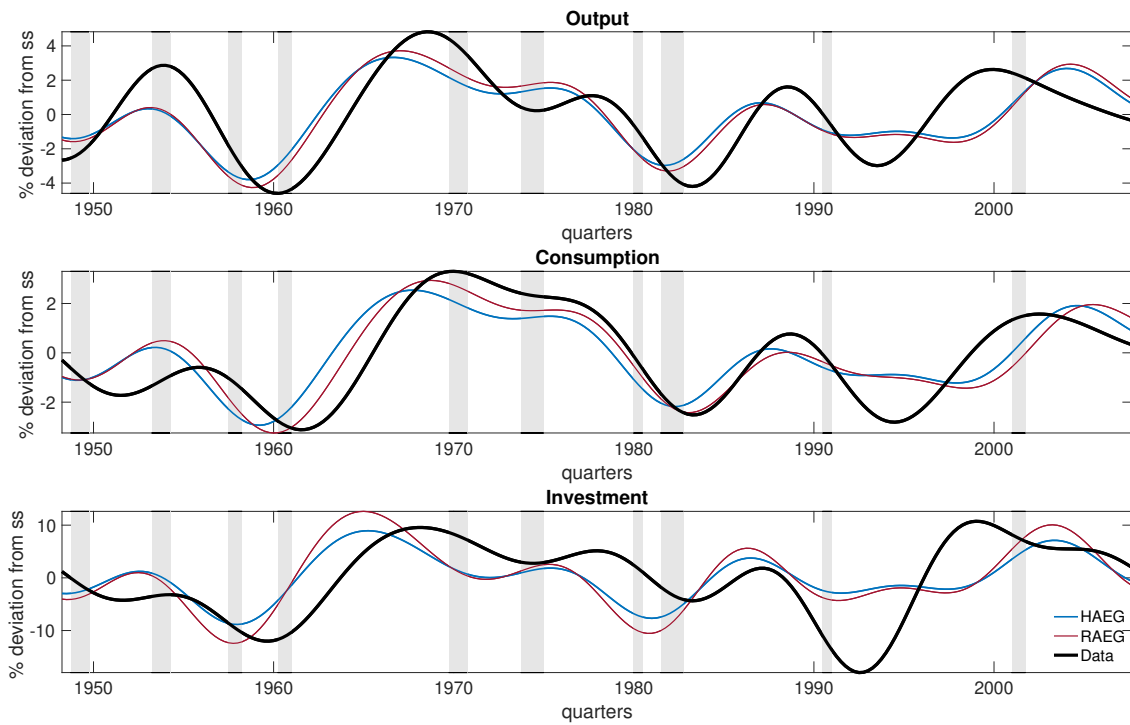 Output
% deviation from ss
4
2
0
-2
-4
1950 1960 1970 1980 1990 2000
quarters
Consumption
% deviation from ss
2
0
-2
1950 1960 1970 1980 1990 2000
quarters
Investment
% deviation from ss
10
0
-10
HAEG
RAEG
Data
1950 1960 1970 1980 1990 2000
quarters